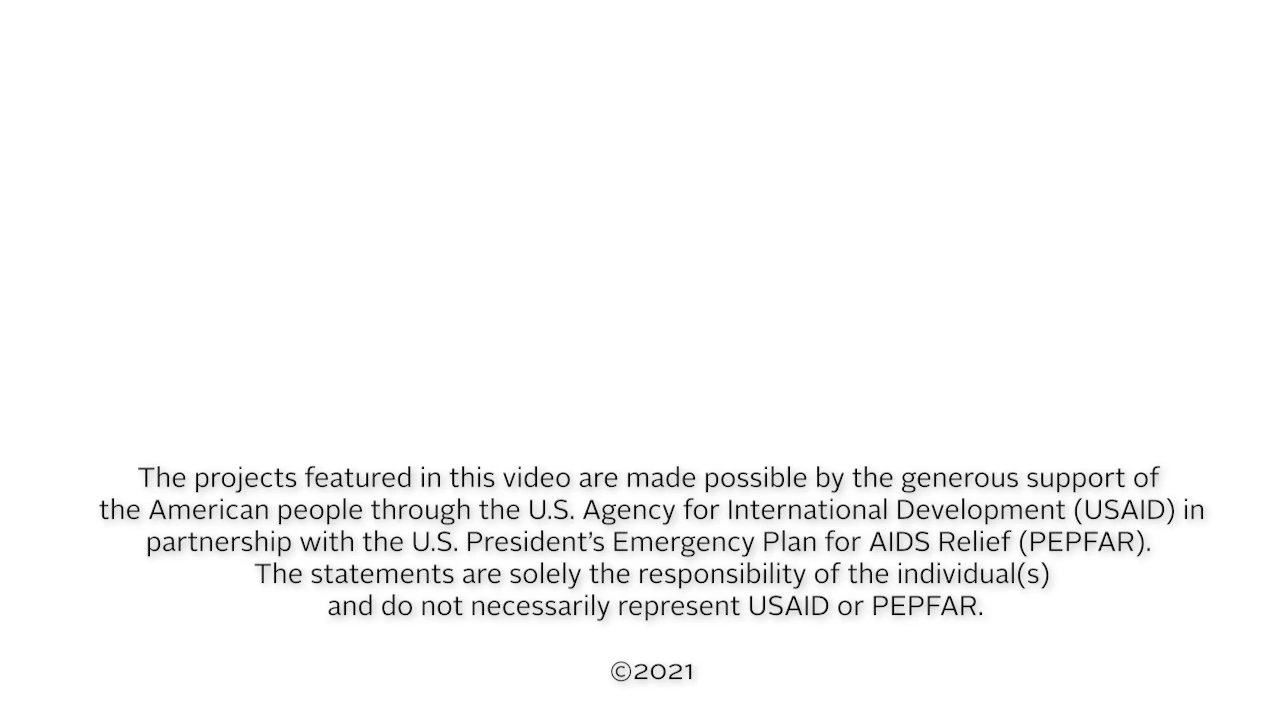 The projects featured in this video are made possible by the generous support of
the American people through the U.S. Agency for International Development (USAID) in
partnership with the U.S. President’s Emergency Plan for AIDS Relief (PEPFAR).
The statements are solely the responsibility of the individual(s)
and do not necessarily represent USAID or PEPFAR.
©2021